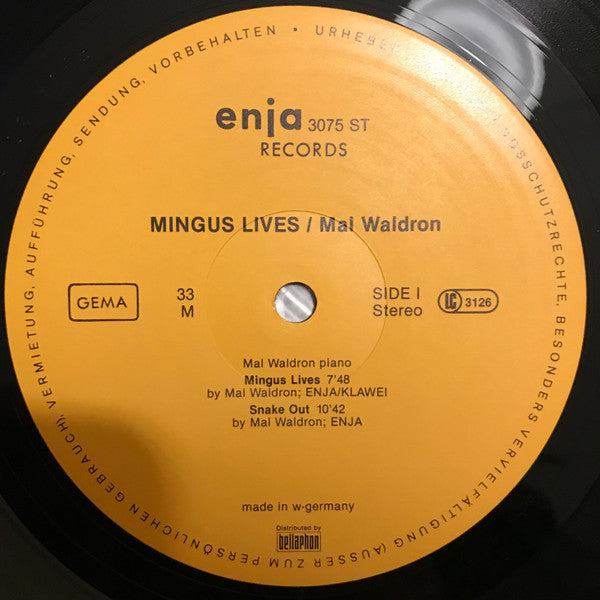 URHEBE OSSCHUTZRECHTE, BESONDERS VERVIELFÄLTIGUNG (AUSSER ZUM PERSÖNLICHEN GEBRAUCH), VERMIETUNG, AUFFÜHRUNG, SENDUNG, VORBEHALTEN •
enja 3075 ST
RECORDS
MINGUS LIVES / Mal Waldron
GEMA
33
M
SIDE I
Stereo
LC 3126
Mal Waldron piano
Mingus Lives 7'48
by Mal Waldron; ENJA/KLAWEI
Snake Out 10'42
by Mal Waldron; ENJA
made in w-germany
Distributed by
bellaphon